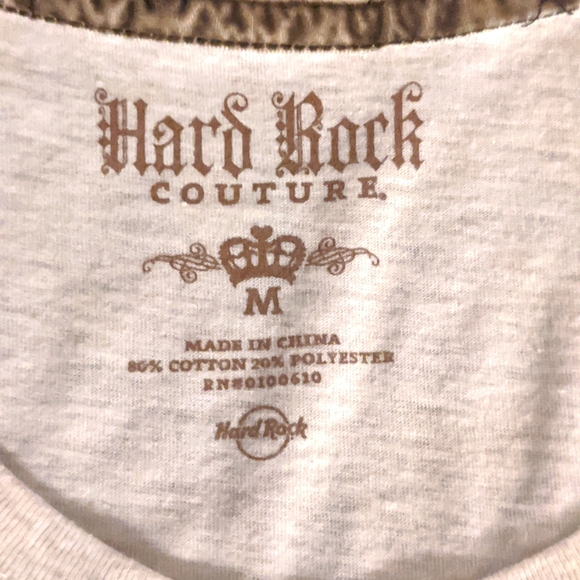 Hard Rock
COUTURE®
M
MADE IN CHINA
80% COTTON 20% POLYESTER
RN#0100610
Hard Rock